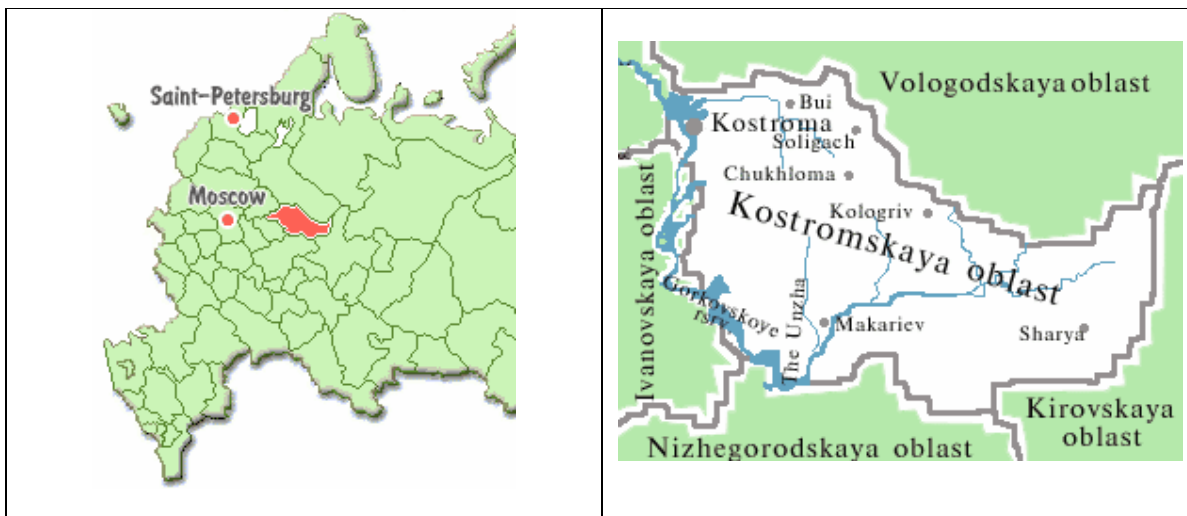 Saint-Petersburg
Moscow
Vologodskaya oblast
Bui
Kostroma
Soligach
Chukhloma
Kologriv
Kostromskaya oblast
Ivanovskaya oblast
Gorkovskoye
rsrv.
The Unzha
Makariev
Sharya
Kirovskaya
oblast
Nizhegorodskaya oblast